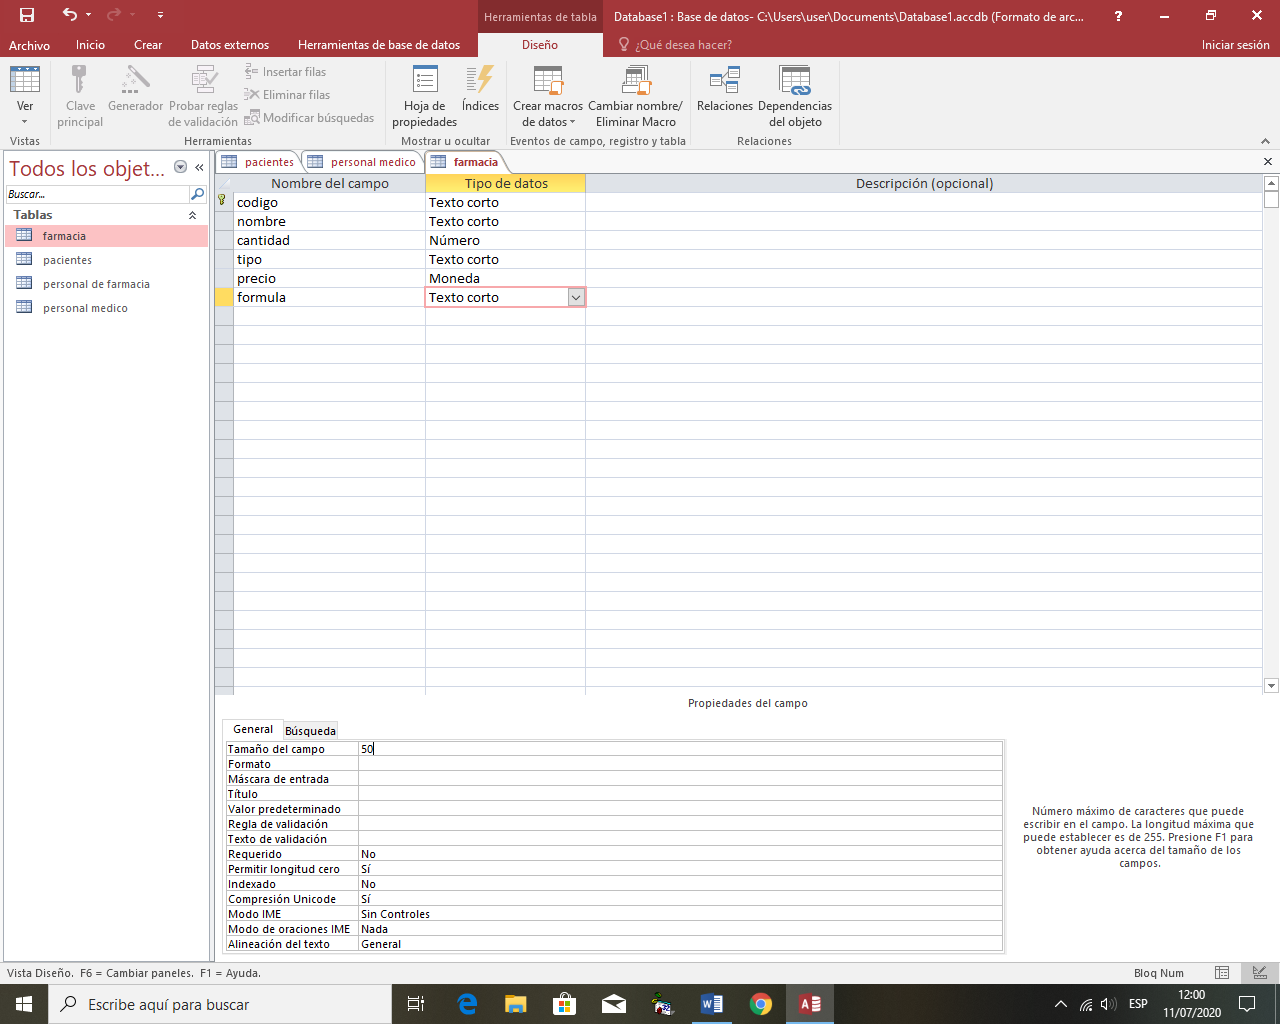 Herramientas de tabla
Database1 : Base de datos- C:\Users\user\Documents\Database1.accdb (Formato de arc...
?
Archivo
Inicio
Crear
Datos externos
Herramientas de base de datos
Diseño
¿Qué desea hacer?
Iniciar sesión
Ver
Clave
principal
Generador
Probar reglas
de validación
Insertar filas
Eliminar filas
Modificar búsquedas
Hoja de
propiedades
Índices
Crear macros
de datos
Cambiar nombre/
Eliminar Macro
Relaciones
Dependencias
del objeto
Vistas
Herramientas
Mostrar u ocultar
Eventos de campo, registro y tabla
Relaciones
Todos los objet...
Buscar...
Tablas
farmacia
pacientes
personal de farmacia
personal medico
pacientes
personal medico
farmacia
Nombre del campo
Tipo de datos
Descripción (opcional)
codigo
Texto corto
nombre
Texto corto
cantidad
Número
tipo
Texto corto
precio
Moneda
formula
Texto corto
Propiedades del campo
General
Búsqueda
Tamaño del campo
50
Formato
Máscara de entrada
Título
Valor predeterminado
Regla de validación
Texto de validación
Requerido
No
Permitir longitud cero
Sí
Indexado
No
Compresión Unicode
Sí
Modo IME
Sin Controles
Modo de oraciones IME
Nada
Alineación del texto
General
Número máximo de caracteres que puede
escribir en el campo. La longitud máxima que
puede establecer es de 255. Presione F1 para
obtener ayuda acerca del tamaño de los
campos.
Vista Diseño.  F6 = Cambiar paneles.  F1 = Ayuda.
Bloq Num
Escribe aquí para buscar
ESP
12:00
11/07/2020